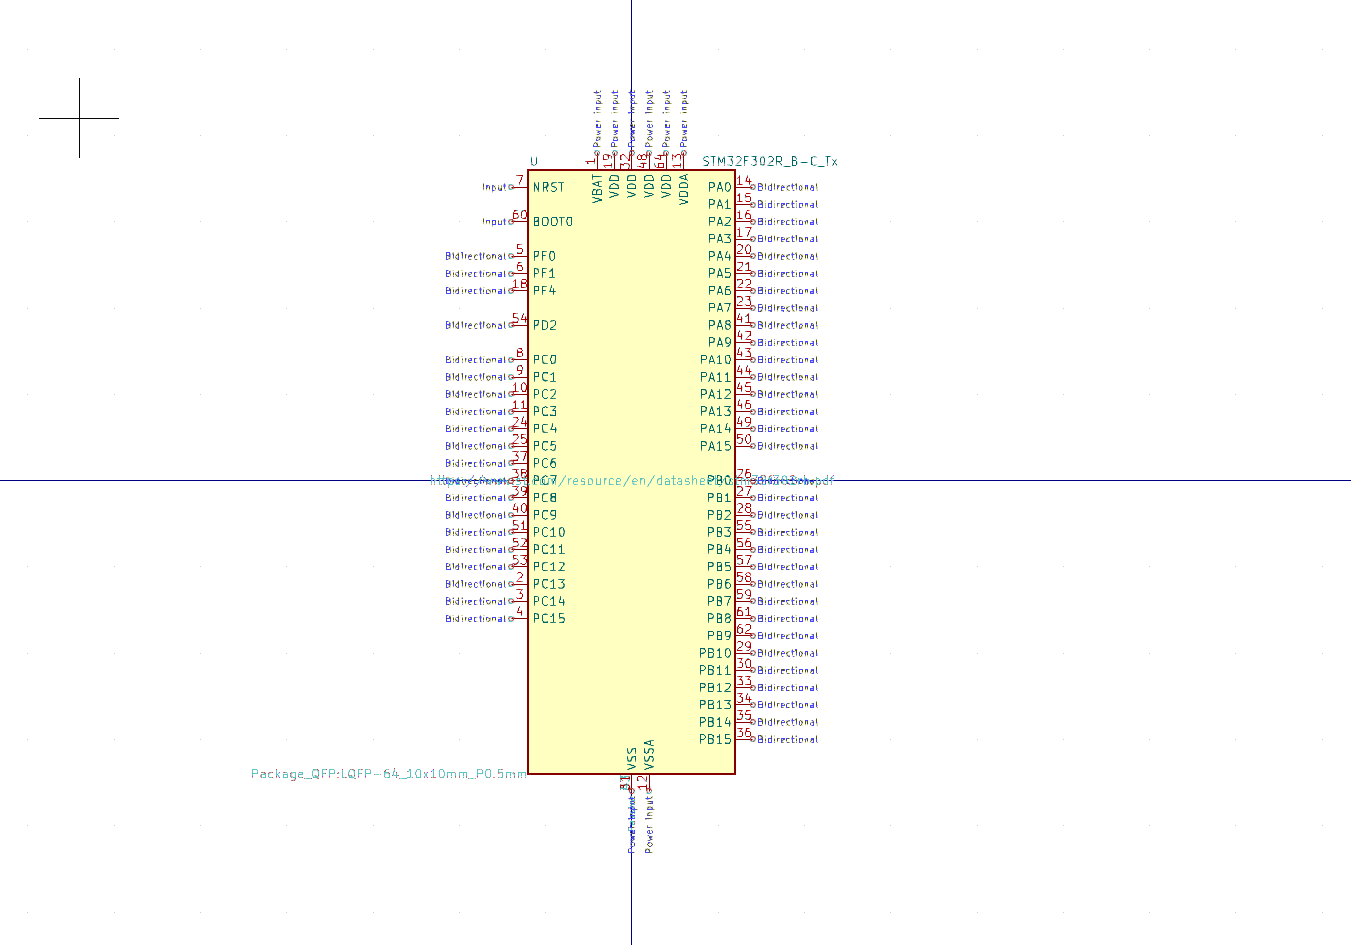 Power Input Power Input Power Input Power Input Power Input Power Input
1 19 32 48 64 13
VBAT VDD VDD VDD VDD VDDA
U STM32F302R_B-C_Tx
Input 7 NRST PA0 14 Bidirectional
PA1 15 Bidirectional
Input 60 BOOT0 PA2 16 Bidirectional
PA3 17 Bidirectional
Bidirectional 5 PF0 PA4 20 Bidirectional
Bidirectional 6 PF1 PA5 21 Bidirectional
Bidirectional 18 PF4 PA6 22 Bidirectional
PA7 23 Bidirectional
Bidirectional 54 PD2 PA8 41 Bidirectional
PA9 42 Bidirectional
Bidirectional 8 PC0 PA10 43 Bidirectional
Bidirectional 9 PC1 PA11 44 Bidirectional
Bidirectional 10 PC2 PA12 45 Bidirectional
Bidirectional 11 PC3 PA13 46 Bidirectional
Bidirectional 24 PC4 PA14 49 Bidirectional
Bidirectional 25 PC5 PA15 50 Bidirectional
Bidirectional 37 PC6
38 PC7 PB0 26
Bidirectional 39 PC8 PB1 27 Bidirectional
Bidirectional 40 PC9 PB2 28 Bidirectional
Bidirectional 51 PC10 PB3 55 Bidirectional
Bidirectional 52 PC11 PB4 56 Bidirectional
Bidirectional 53 PC12 PB5 57 Bidirectional
Bidirectional 2 PC13 PB6 58 Bidirectional
Bidirectional 3 PC14 PB7 59 Bidirectional
Bidirectional 4 PC15 PB8 61 Bidirectional
PB9 62 Bidirectional
PB10 29 Bidirectional
PB11 30 Bidirectional
PB12 33 Bidirectional
PB13 34 Bidirectional
PB14 35 Bidirectional
PB15 36 Bidirectional
VSS VSSA
Package_QFP:LQFP-64_10x10mm_P0.5mm
12
Power Input Power Input